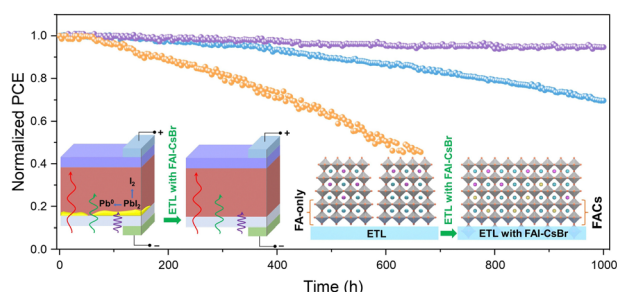 Normalized PCE
1.0
0.8
0.6
0.4
0.2
0.0
0
200
400
600
800
1000
Time (h)
+
I₂
Pb⁰
PbI₂
−
ETL with FAI-CsBr
+
−
FA-only
ETL
ETL with FAI-CsBr
ETL with FAI-CsBr
FACs